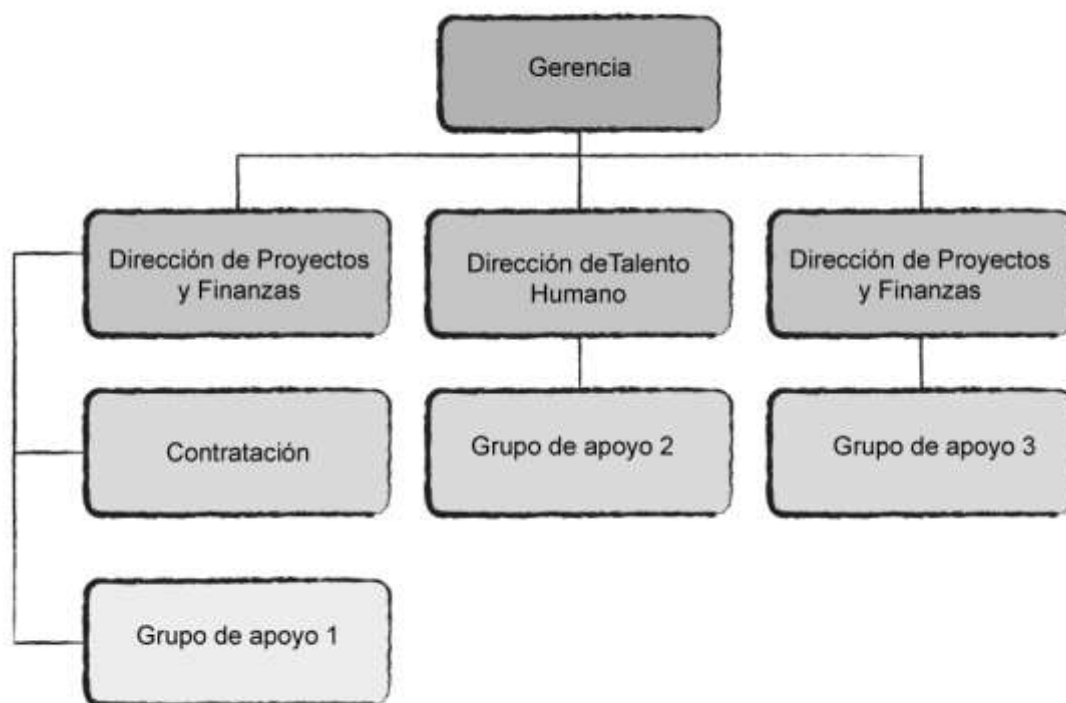 Gerencia
Dirección de Proyectos
y Finanzas
Dirección deTalento
Humano
Dirección de Proyectos
y Finanzas
Contratación
Grupo de apoyo 2
Grupo de apoyo 3
Grupo de apoyo 1